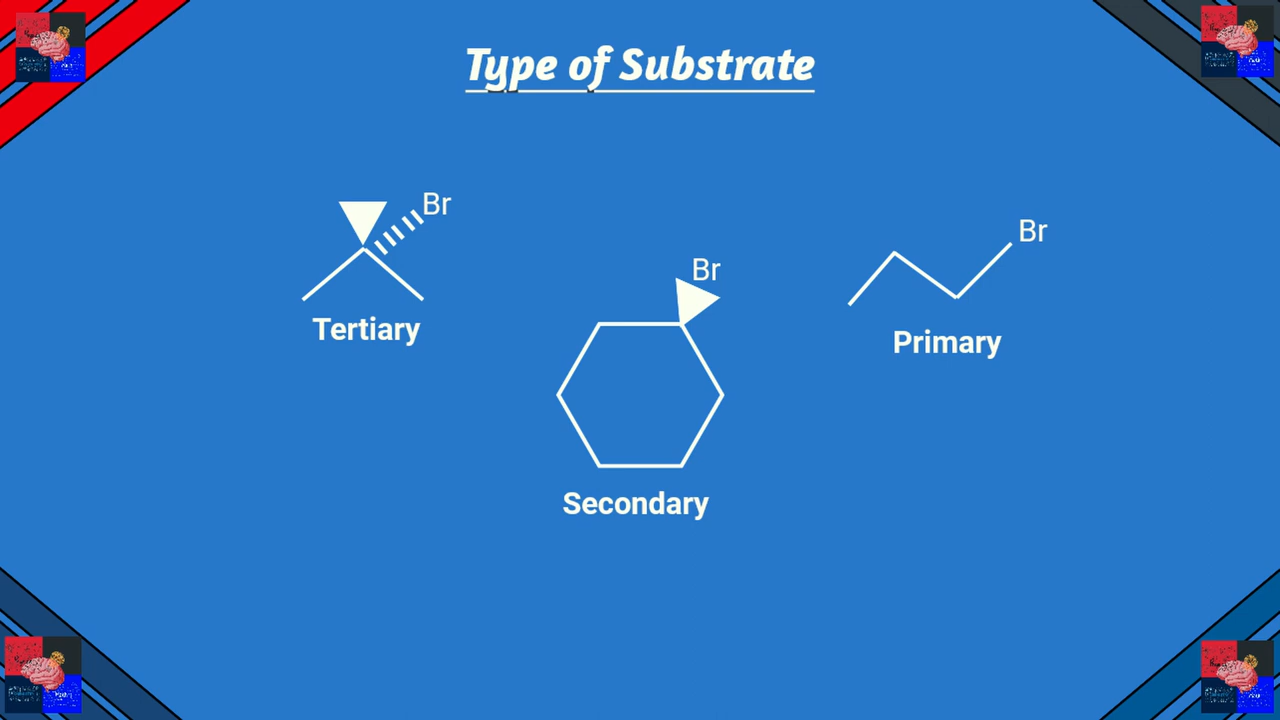 Type of Substrate
Br
Br
Br
Tertiary
Primary
Secondary